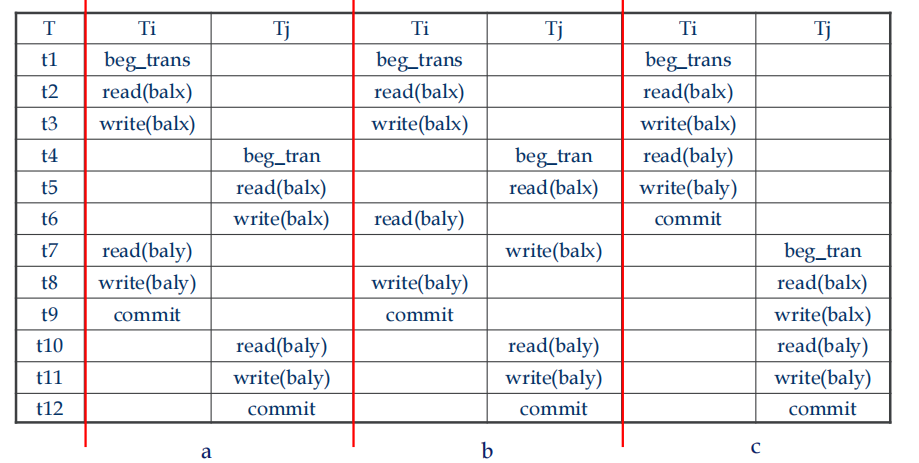 T Ti Tj Ti Tj Ti Tj
t1 beg_trans beg_trans beg_trans
t2 read(balx) read(balx) read(balx)
t3 write(balx) write(balx) write(balx)
t4 beg_tran beg_tran read(baly)
t5 read(balx) read(balx) write(baly)
t6 write(balx) read(baly) commit
t7 read(baly) write(balx) beg_tran
t8 write(baly) write(baly) read(balx)
t9 commit commit write(balx)
t10 read(baly) read(baly) read(baly)
t11 write(baly) write(baly) write(baly)
t12 commit commit commit
a b c